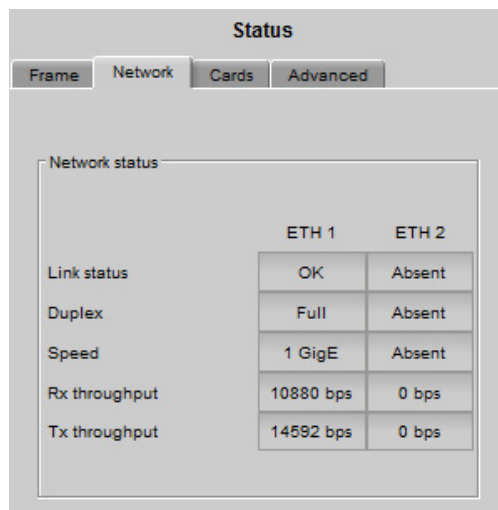 Status
Frame Network Cards Advanced
Network status
ETH 1 ETH 2
Link status OK Absent
Duplex Full Absent
Speed 1 GigE Absent
Rx throughput 10880 bps 0 bps
Tx throughput 14592 bps 0 bps